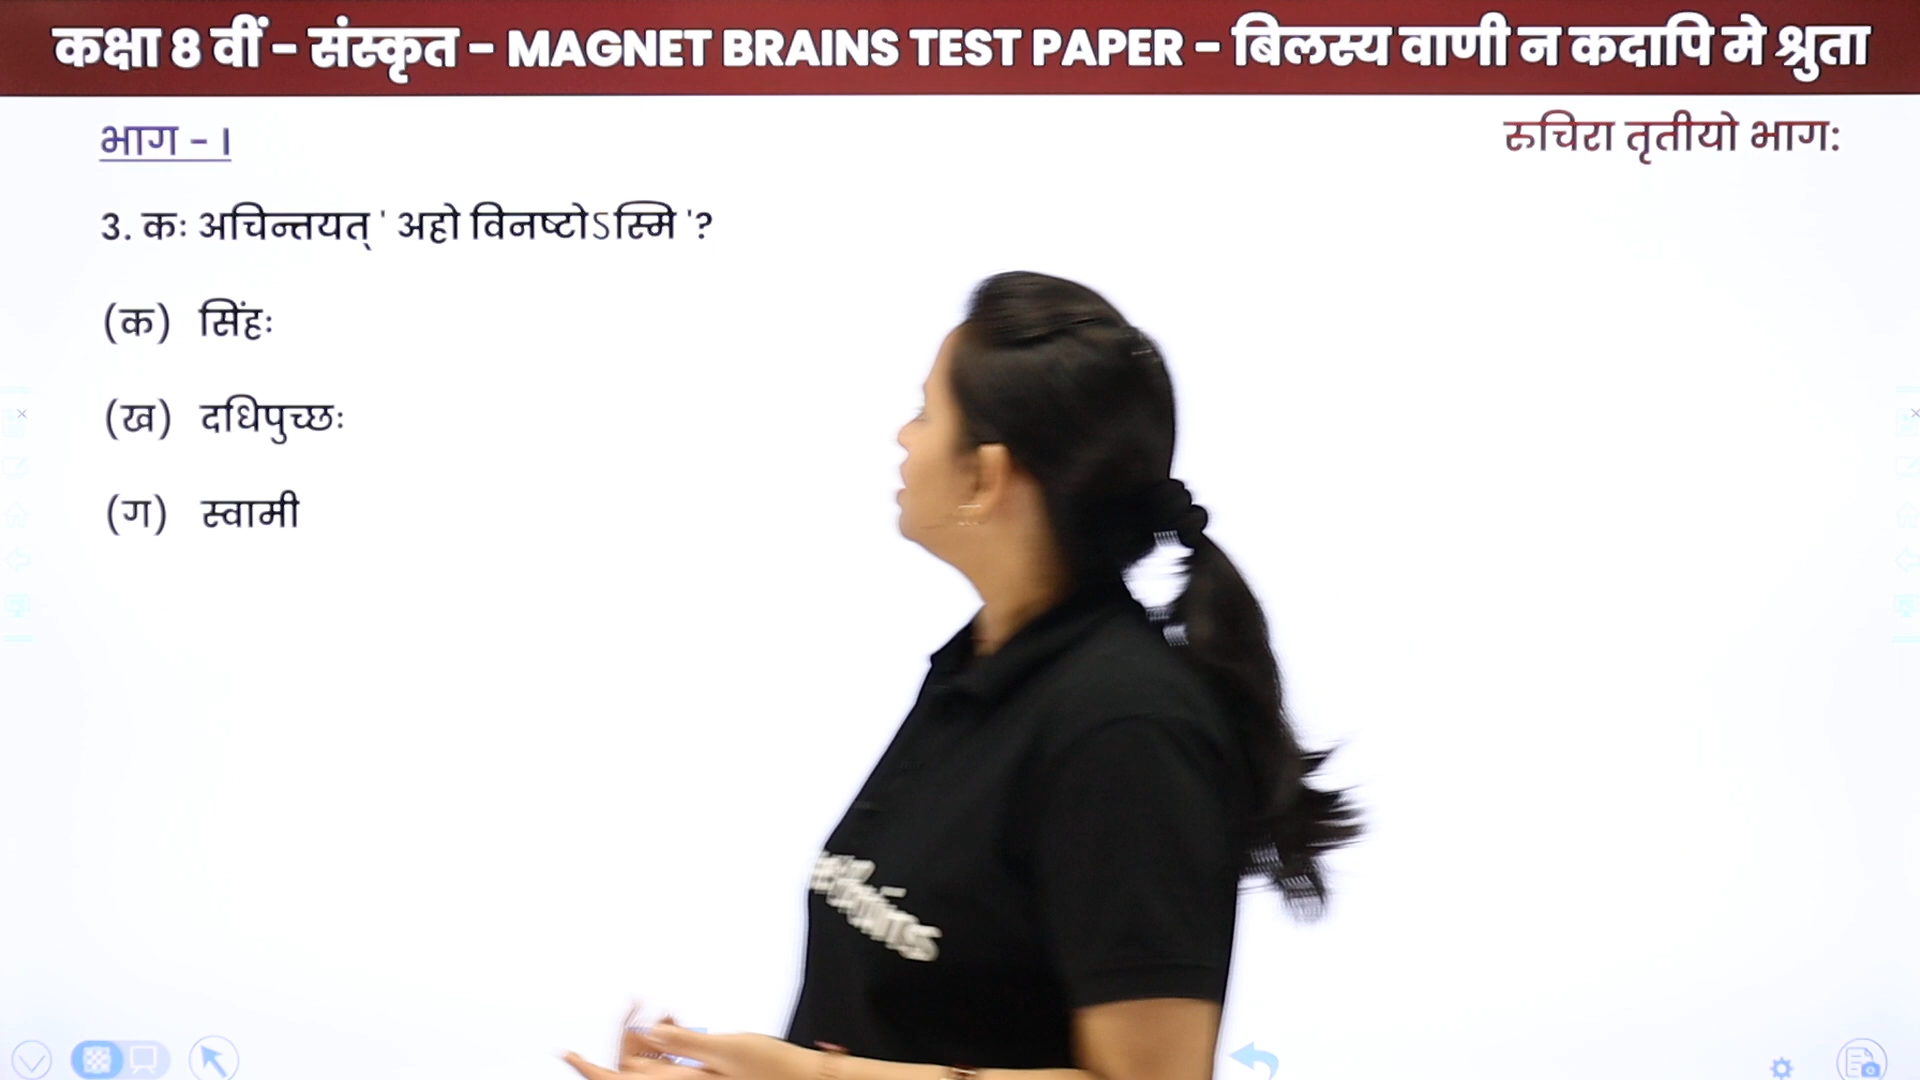 कक्षा 8 वीं – संस्कृत – MAGNET BRAINS TEST PAPER – बिलस्य वाणी न कदापि मे श्रुता
भाग – I
रुचिरा तृतीयो भाग:
3. कः अचिन्तयत् ' अहो विनष्टोऽस्मि '?
(क) सिंहः
(ख) दधिपुच्छः
(ग) स्वामी